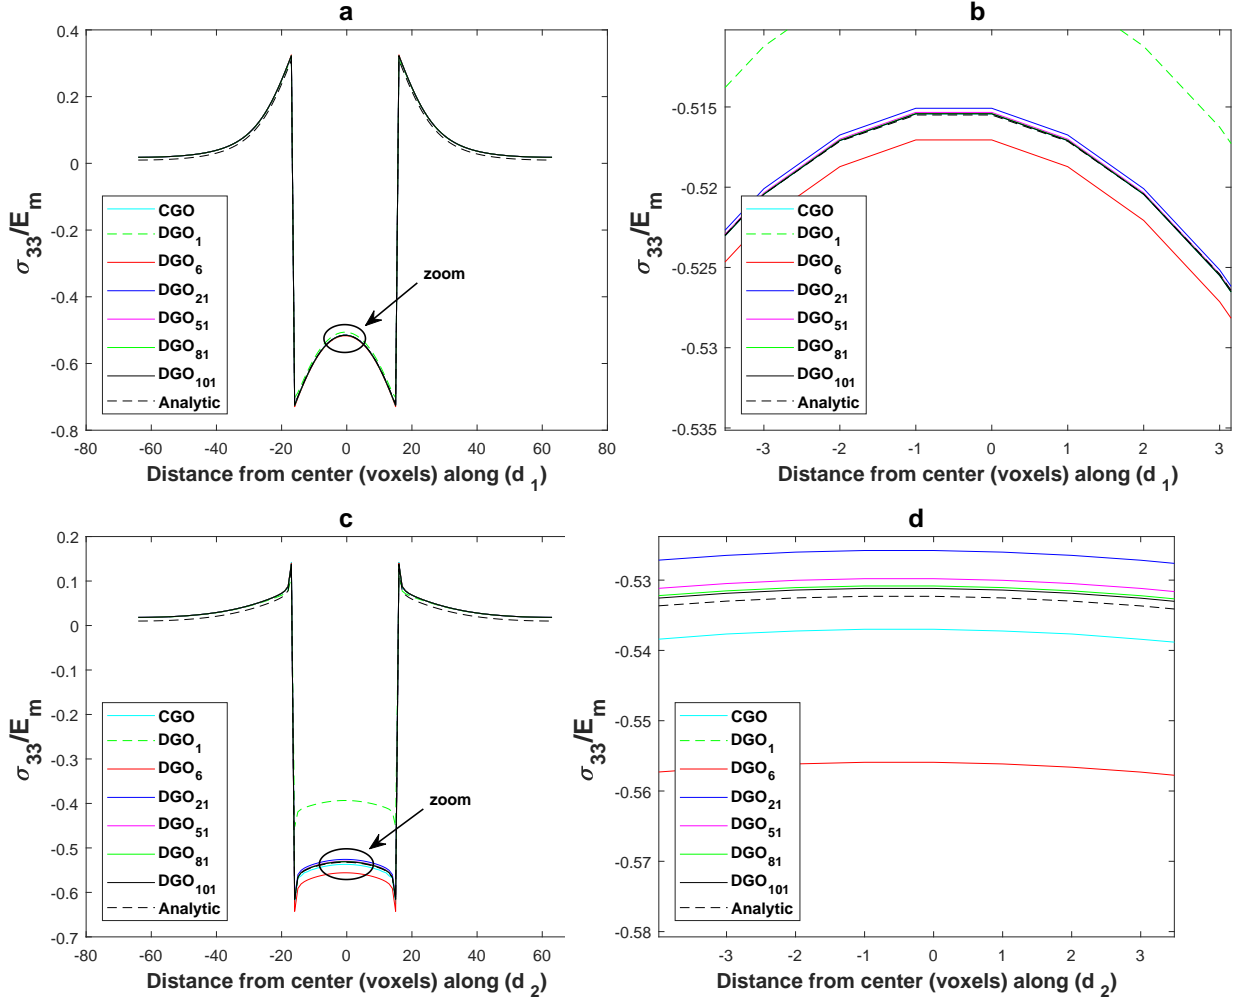 a
0.4
0.2
0
-0.2
-0.4
-0.6
-0.8
σ33/Em
CGO
DGO1
DGO6
DGO21
DGO51
DGO81
DGO101
Analytic
zoom
-80 -60 -40 -20 0 20 40 60 80
Distance from center (voxels) along (d 1)
b
-0.515
-0.52
-0.525
-0.53
-0.535
σ33/Em
CGO
DGO1
DGO6
DGO21
DGO51
DGO81
DGO101
Analytic
-3 -2 -1 0 1 2 3
Distance from center (voxels) along (d 1)
c
0.2
0.1
0
-0.1
-0.2
-0.3
-0.4
-0.5
-0.6
-0.7
σ33/Em
CGO
DGO1
DGO6
DGO21
DGO51
DGO81
DGO101
Analytic
zoom
-80 -60 -40 -20 0 20 40 60
Distance from center (voxels) along (d 2)
d
-0.53
-0.54
-0.55
-0.56
-0.57
-0.58
σ33/Em
CGO
DGO1
DGO6
DGO21
DGO51
DGO81
DGO101
Analytic
-3 -2 -1 0 1 2 3
Distance from center (voxels) along (d 2)